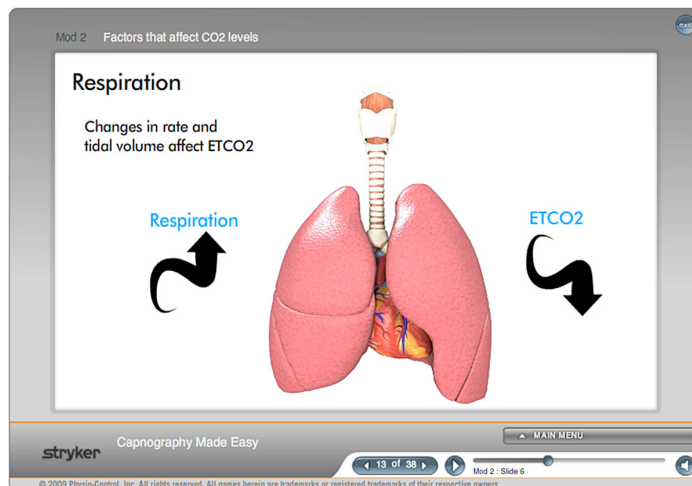 Mod 2 Factors that affect CO2 levels
exit
Respiration
Changes in rate and
tidal volume affect ETCO2
Respiration
ETCO2
MAIN MENU
Capnography Made Easy
stryker
13 of 38
Mod 2 : Slide 6
© 2009 Physio-Control, Inc. All rights reserved. All names herein are trademarks or registered trademarks of their respective owners.